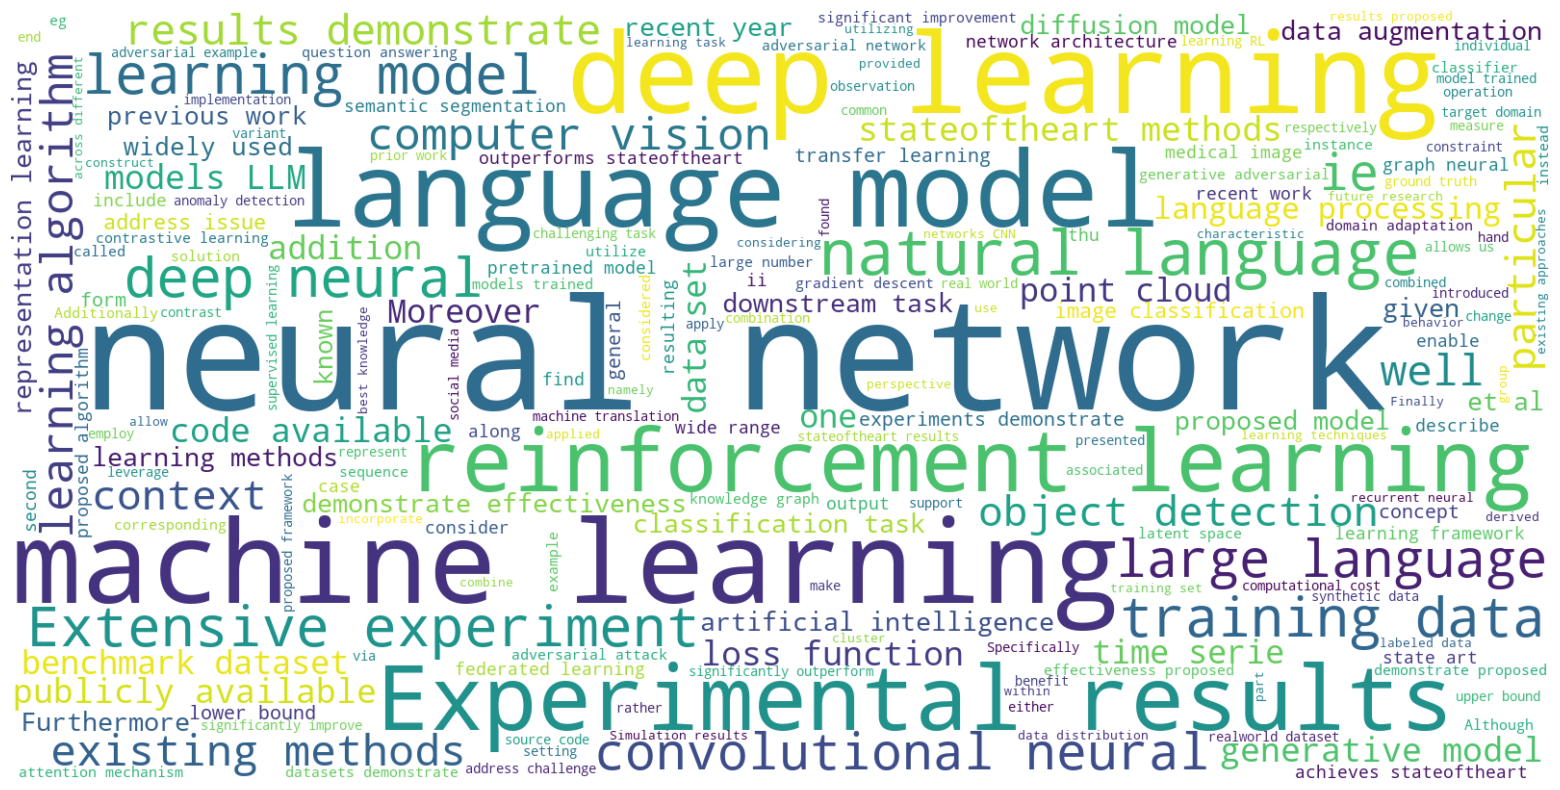 eg
end
results demonstrate
recent year
significant improvement
utilizing
diffusion model
results proposed
data augmentation
adversarial example
question answering
learning task
adversarial network
network architecture
learning RL
individual
learning model
deep learning
provided
observation
classifier
model trained
operation
implementation
semantic segmentation
common
target domain
previous work
computer vision
stateoftheart methods
respectively
measure
variant
widely used
across different
construct
prior work
outperforms stateoftheart
transfer learning
medical image
instance
constraint
graph neural
models LLM
language model
generative adversarial
ie
ground truth
particular
instead
include
anomaly detection
recent work
future research
address issue
language processing
representation learning
learning algorithm
contrastive learning
called
addition
challenging task
utilize
considering
found
networks CNN
thu
characteristic
domain adaptation
hand
allows us
solution
natural language
deep neural
pretrained model
large number
models trained
data set
ii
gradient descent
real world
point cloud
combined
existing approaches
form
Additionally
contrast
Moreover
downstream task
use
image classification
given
introduced
behavior
change
known
general
considered
resulting
apply
combination
enable
neural network
supervised learning
best knowledge
social media
find
namely
perspective
well
group
Finally
proposed algorithm
machine translation
one
experiments demonstrate
proposed model
et al
employ
allow
code available
along
applied
wide range
stateoftheart results
presented
learning techniques
describe
learning methods
represent
reinforcement learning
second
leverage
sequence
associated
context
case
demonstrate effectiveness
knowledge graph
output
support
object detection
recurrent neural
concept
derived
corresponding
incorporate
consider
classification task
latent space
learning framework
machine learning
proposed framework
example
large language
combine
make
training set
computational cost
synthetic data
Extensive experiment
artificial intelligence
training data
cluster
loss function
Specifically
time serie
labeled data
state art
benchmark dataset
via
adversarial attack
federated learning
significantly outperform
effectiveness proposed
demonstrate proposed
publicly available
Experimental results
benefit
within
part
upper bound
lower bound
rather
either
Furthermore
significantly improve
Although
source code
Simulation results
data distribution
realworld dataset
existing methods
setting
convolutional neural
generative model
attention mechanism
datasets demonstrate
address challenge
achieves stateoftheart